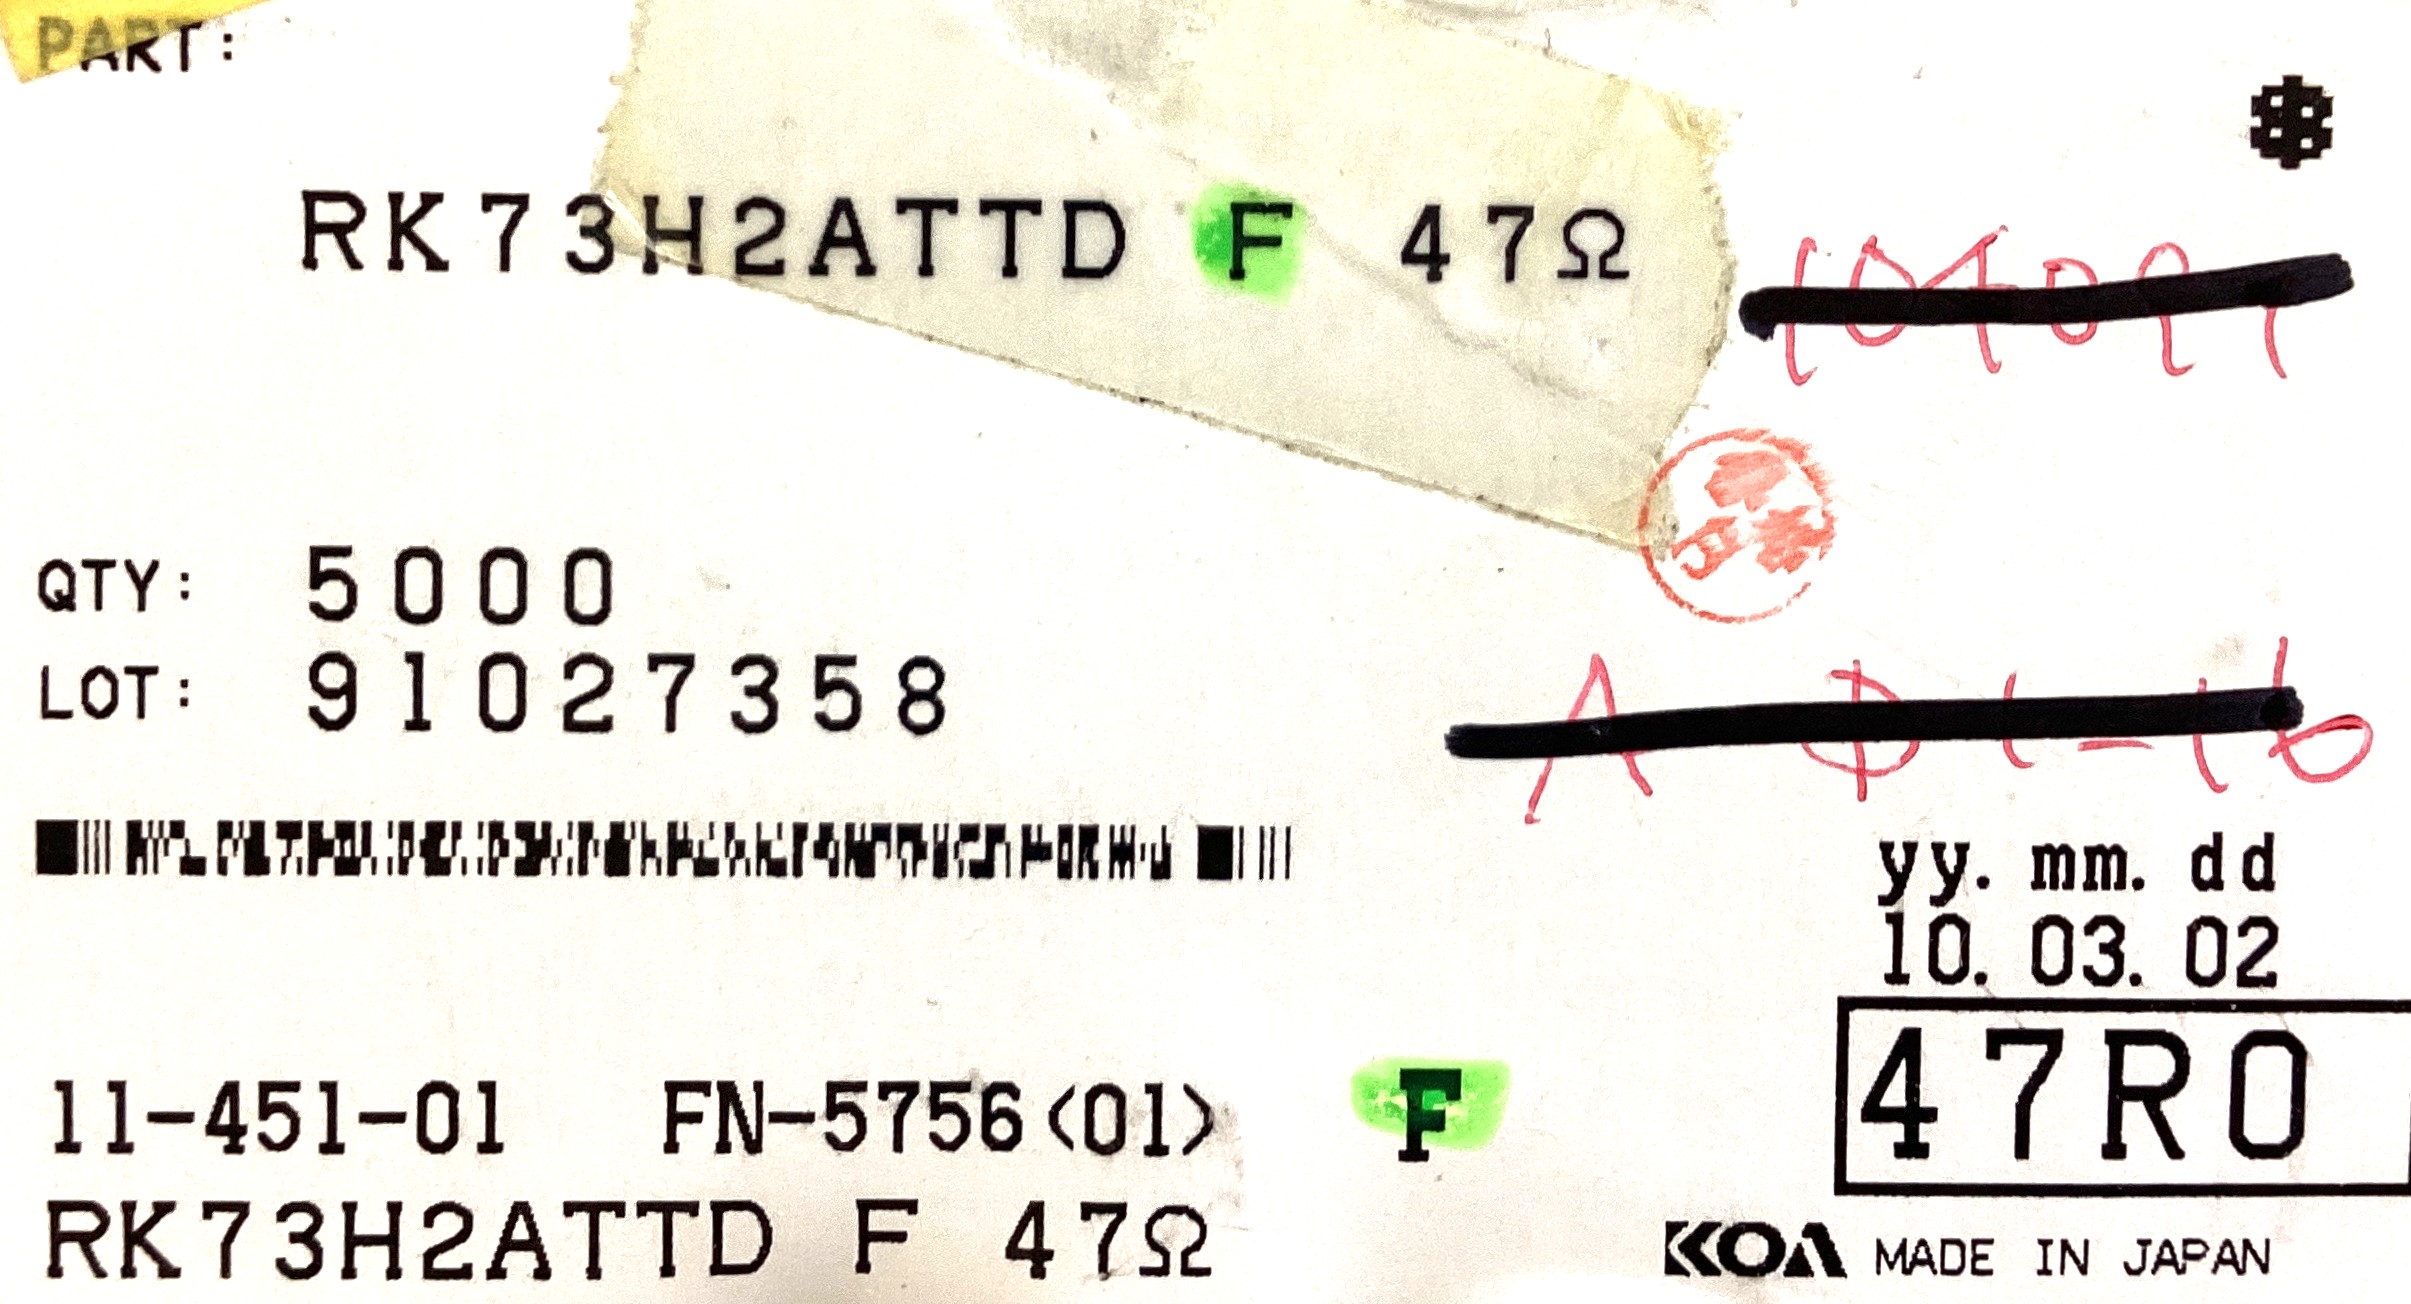 PART:
*
RK73H2ATTD F 47Ω
QTY: 5000
LOT: 91027358
yy. mm. dd
10. 03. 02
47R0
11-451-01 FN-5756<01> F
RK73H2ATTD F 47Ω
KOA MADE IN JAPAN